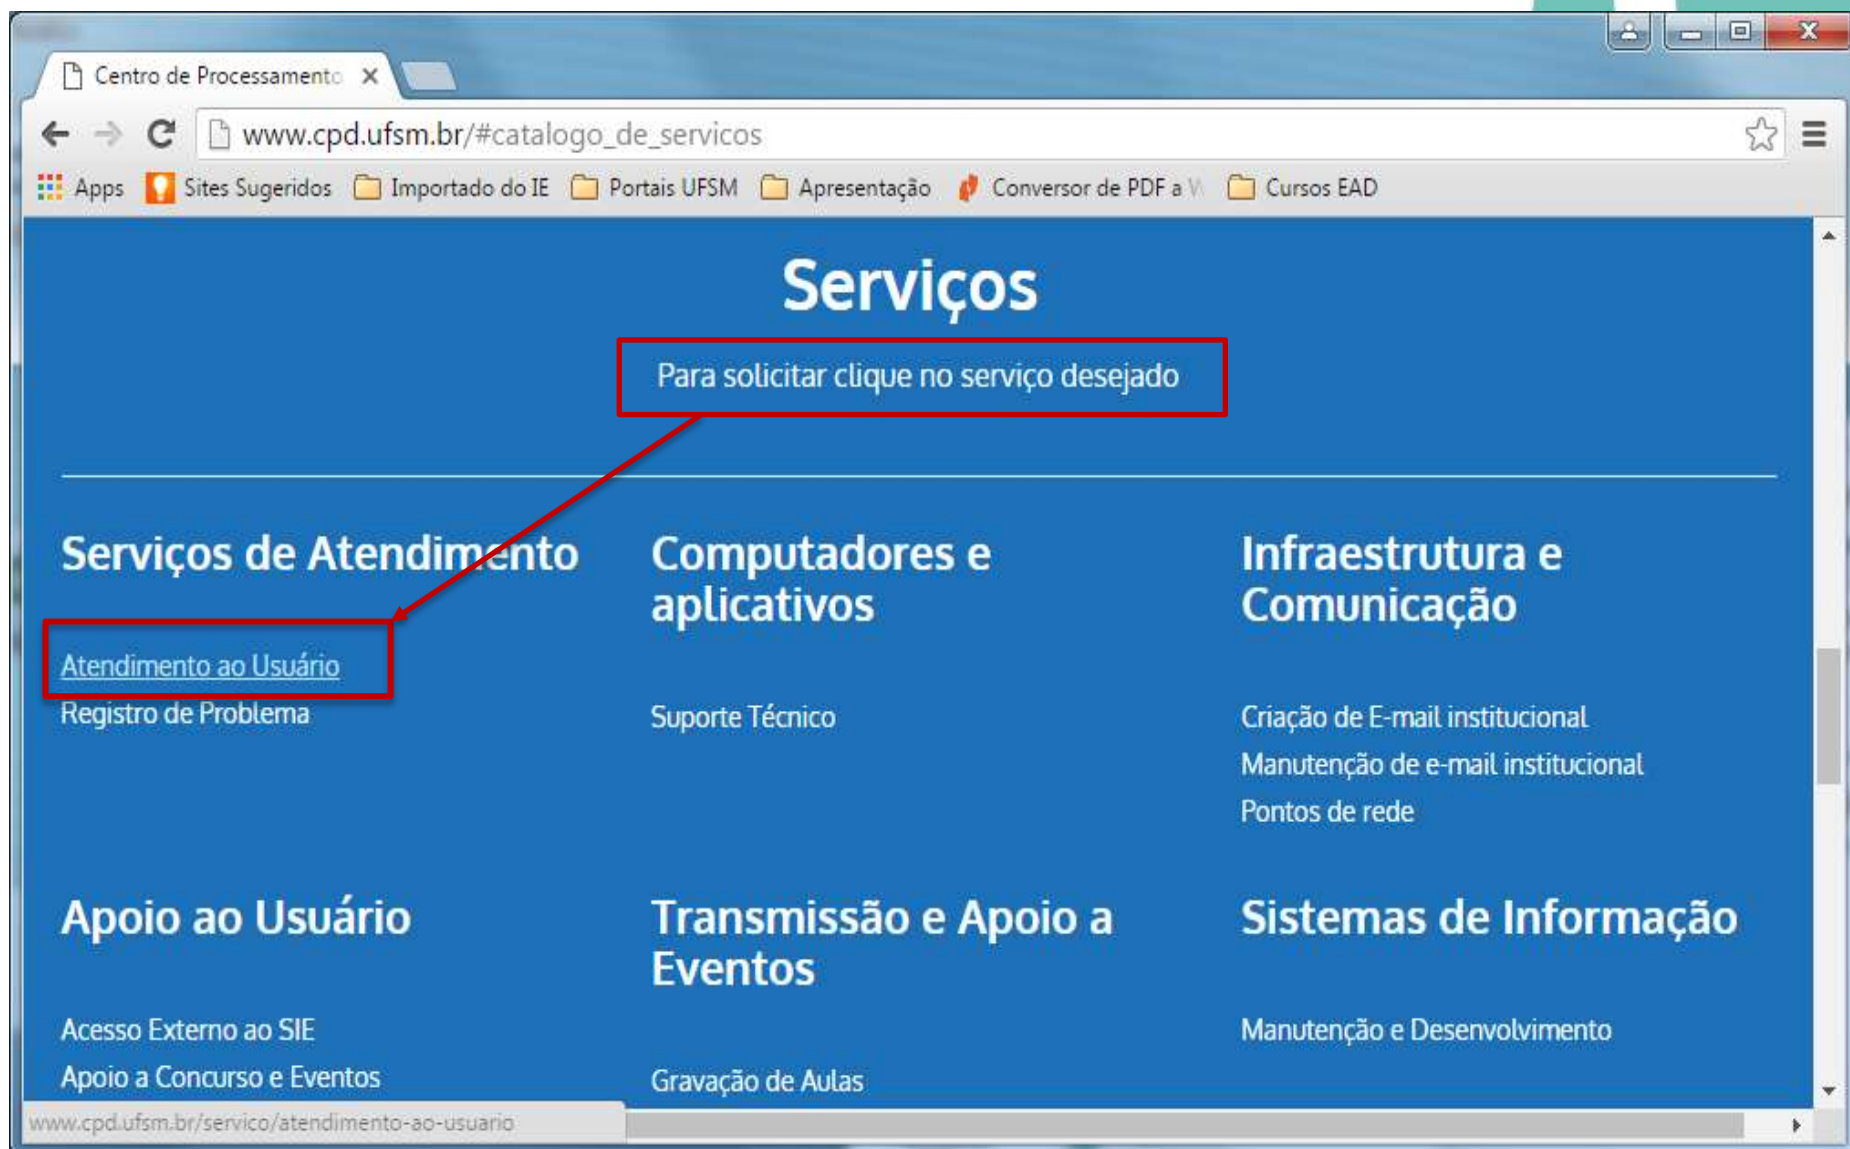 Centro de Processamento
www.cpd.ufsm.br/#catalogo_de_servicos
Apps Sites Sugeridos Importado do IE Portais UFSM Apresentação Conversor de PDF a Cursos EAD
Serviços
Para solicitar clique no serviço desejado
Serviços de Atendimento
Atendimento ao Usuário
Registro de Problema
Computadores e
aplicativos
Suporte Técnico
Infraestrutura e
Comunicação
Criação de E-mail institucional
Manutenção de e-mail institucional
Pontos de rede
Apoio ao Usuário
Acesso Externo ao SIE
Apoio a Concurso e Eventos
Transmissão e Apoio a
Eventos
Gravação de Aulas
Sistemas de Informação
Manutenção e Desenvolvimento
www.cpd.ufsm.br/servico/atendimento-ao-usuario